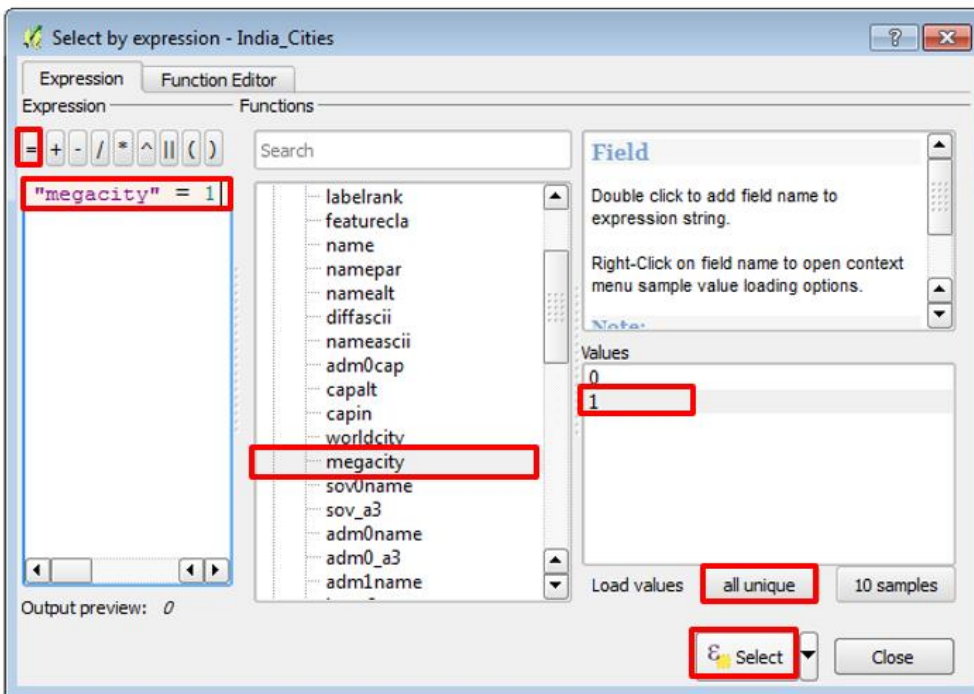 Select by expression - India_Cities
Expression Function Editor
Expression Functions
= + - / * ^ || ( )
Search
"megacity" = 1
labelrank
featurecla
name
namepar
namealt
diffascii
nameascii
adm0cap
capalt
capin
worldcity
megacity
sov0name
sov_a3
adm0name
adm0_a3
adm1name
Field
Double click to add field name to
expression string.
Right-Click on field name to open context
menu sample value loading options.
Note:
Values
0
1
Load values all unique 10 samples
Output preview: 0
Select Close